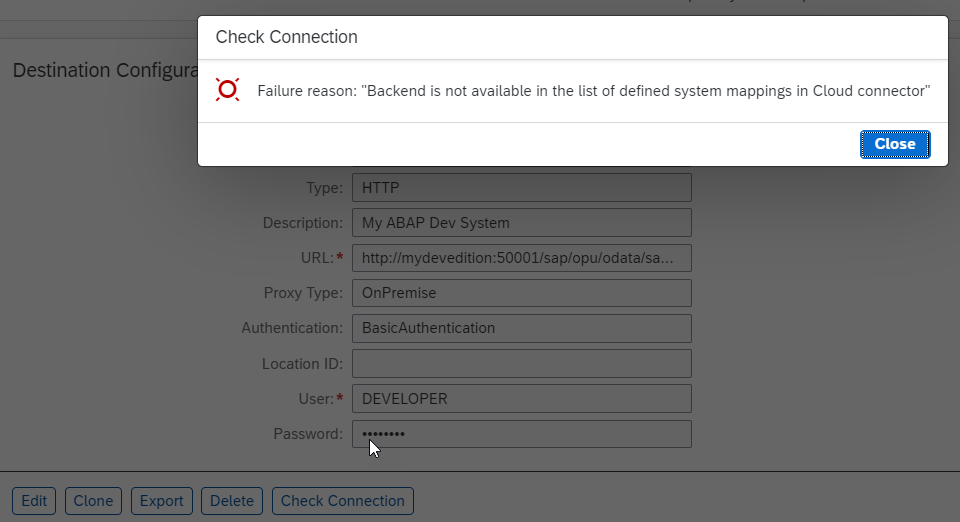 Check Connection
Failure reason: "Backend is not available in the list of defined system mappings in Cloud connector"
Close
Destination Configura
Type: HTTP
Description: My ABAP Dev System
URL:* http://mydevedition:50001/sap/opu/odata/sa...
Proxy Type: OnPremise
Authentication: BasicAuthentication
Location ID:
User:* DEVELOPER
Password: ••••••••
Edit Clone Export Delete Check Connection